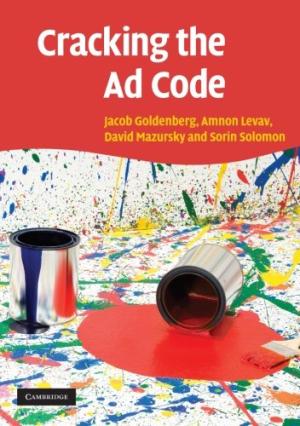 Cracking the
Ad Code
Jacob Goldenberg, Amnon Levav,
David Mazursky and Sorin Solomon
CAMBRIDGE